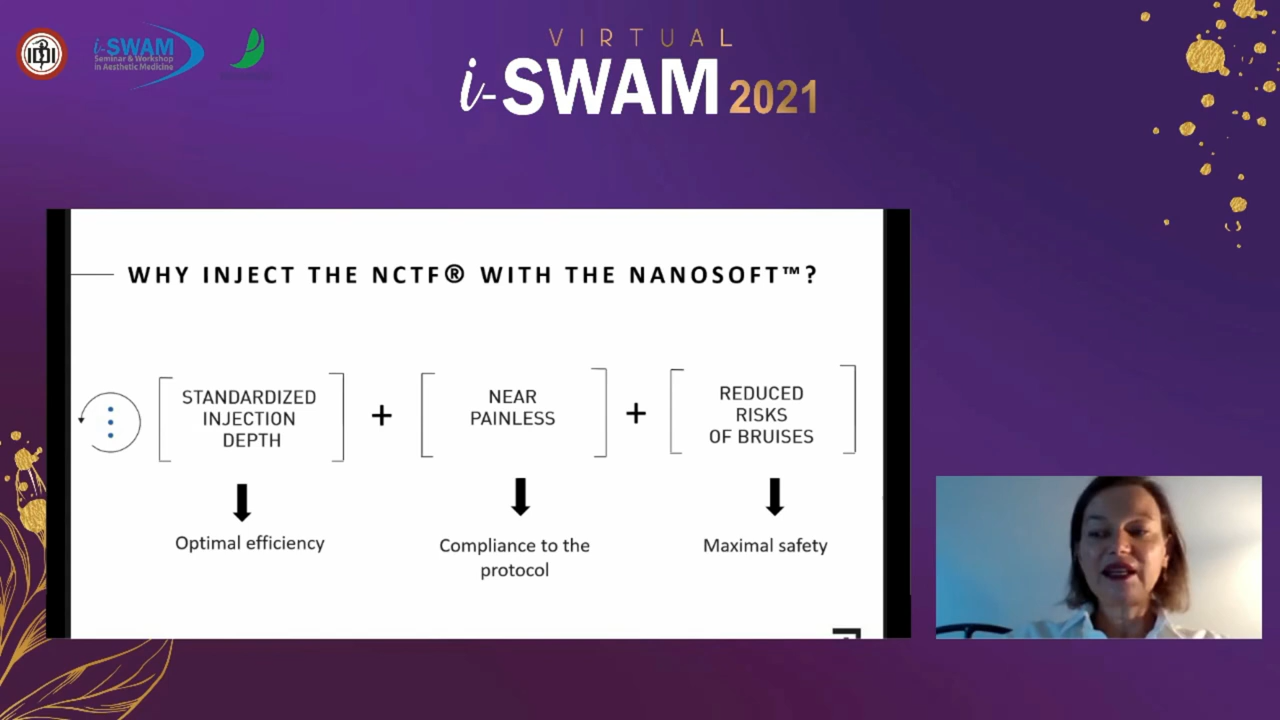 i-SWAM
Seminar & Workshop
in Aesthetic Medicine
VIRTUAL
i-SWAM 2021
WHY INJECT THE NCTF® WITH THE NANOSOFT™?
STANDARDIZED
INJECTION
DEPTH
+
NEAR
PAINLESS
+
REDUCED
RISKS
OF BRUISES
Optimal efficiency
Compliance to the
protocol
Maximal safety